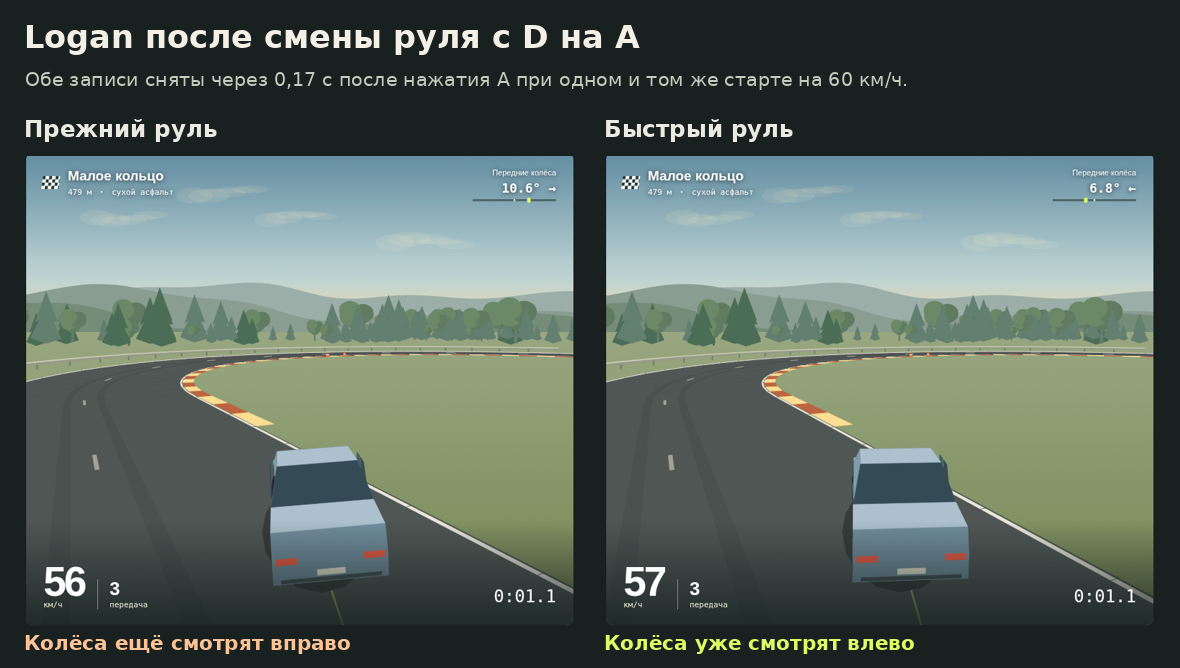 Logan после смены руля с D на A
Обе записи сняты через 0,17 с после нажатия A при одном и том же старте на 60 км/ч.
Прежний руль
Малое кольцо
479 м · сухой асфальт
Передние колёса
10.6° →
56
км/ч
3
передача
0:01.1
Колёса ещё смотрят вправо
Быстрый руль
Малое кольцо
479 м · сухой асфальт
Передние колёса
6.8° ←
57
км/ч
3
передача
0:01.1
Колёса уже смотрят влево